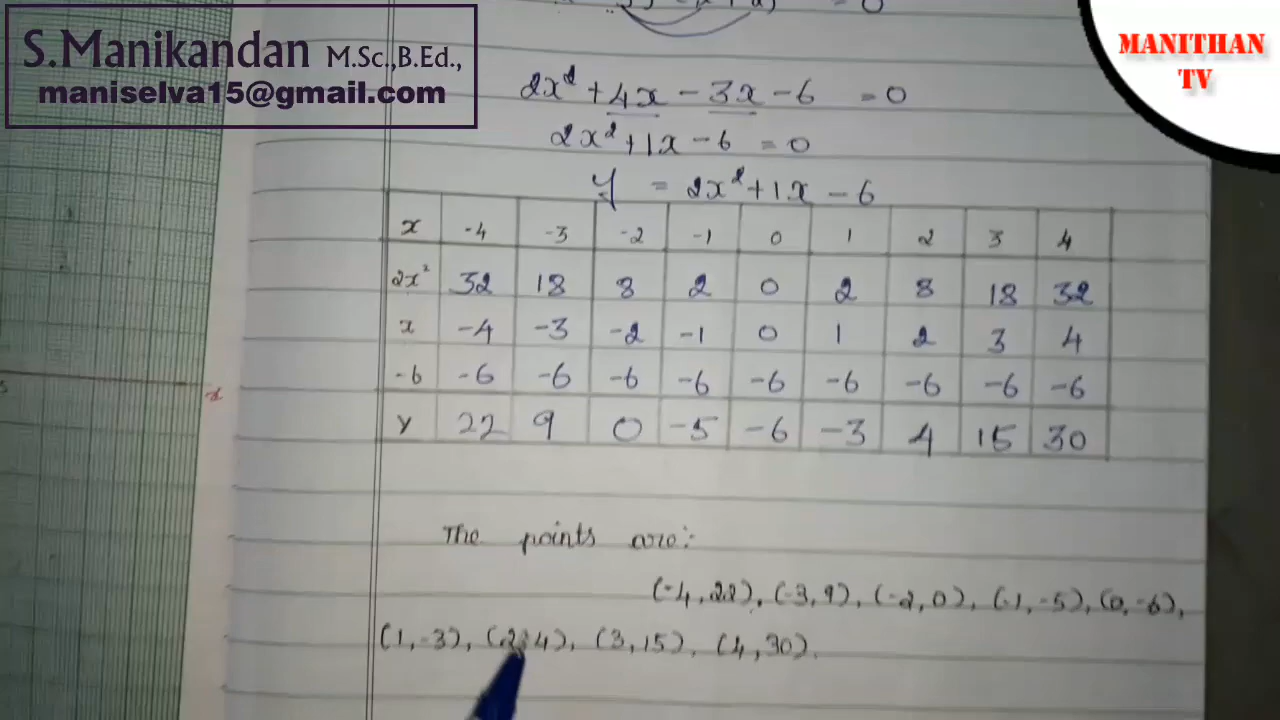 S.Manikandan M.Sc.,B.Ed.,
maniselva15@gmail.com
MANITHAN
TV
= 0
2x² + 4x - 3x - 6 = 0
2x² + 1x - 6 = 0
y = 2x² + 1x - 6
x -4 -3 -2 -1 0 1 2 3 4
2x² 32 18 8 2 0 2 8 18 32
x -4 -3 -2 -1 0 1 2 3 4
-6 -6 -6 -6 -6 -6 -6 -6 -6 -6
y 22 9 0 -5 -6 -3 4 15 30
The points are:
(-4, 22), (-3, 9), (-2, 0), (-1, -5), (0, -6),
(1, -3), (2, 4), (3, 15), (4, 30).
x